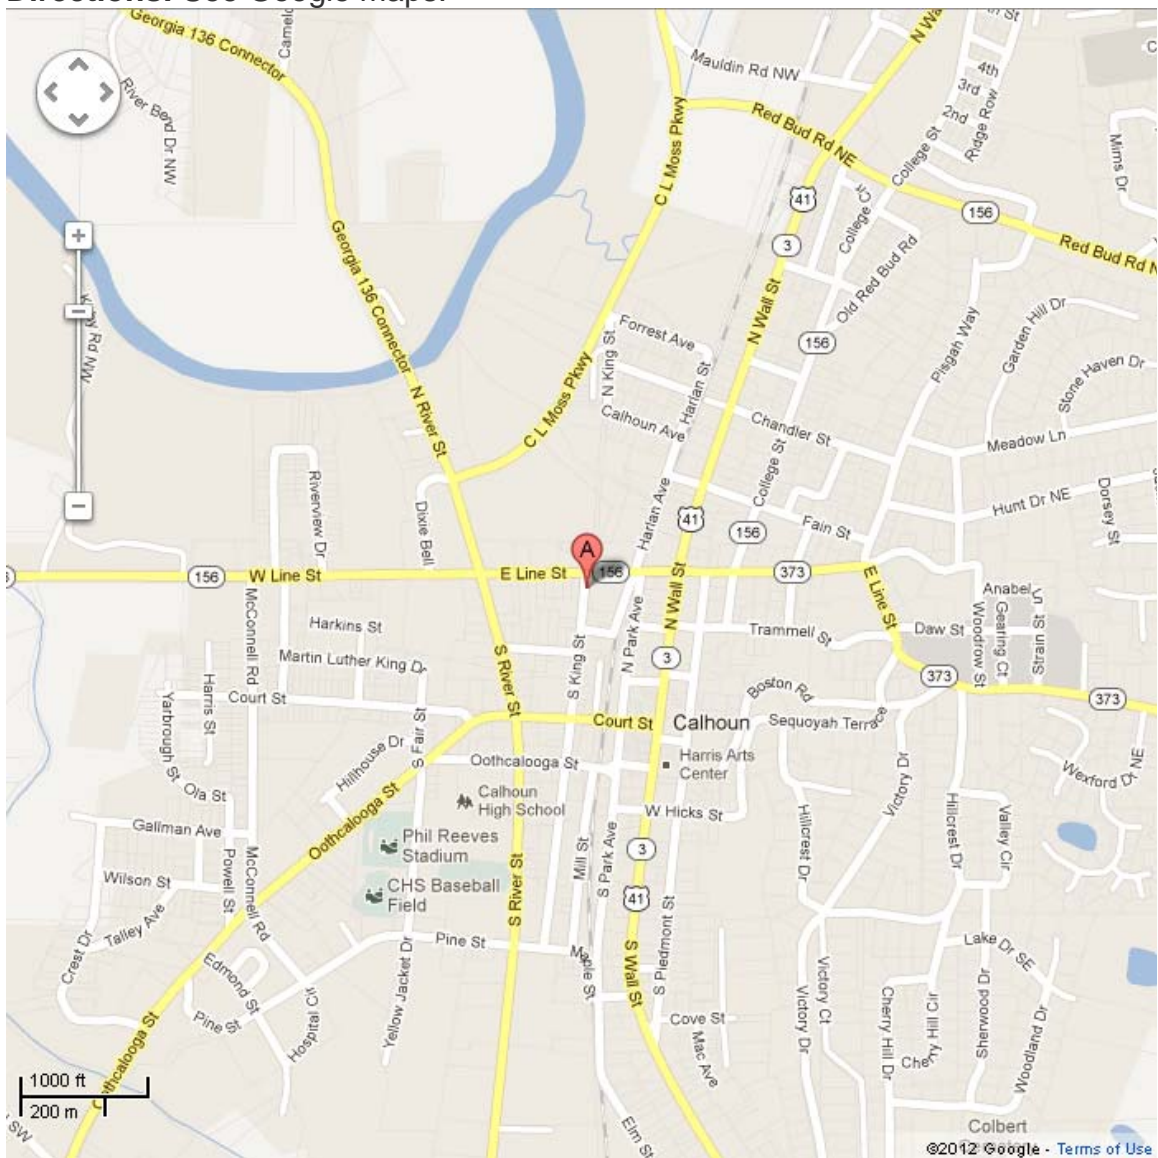 Directions: See Google Maps.
Georgia 136 Connector
Camelo
N Wa
Mauldin Rd NW
4th
3rd
2nd
Ridge Row
River Bend Dr NW
C L Moss Pkwy
Red Bud Rd NE
College St
Mims Dr
41
College Cir
156
3
Red Bud Rd N
Georgia 136 Connector
Old Red Bud Rd
N Wall St
Forrest Ave
156
Pisgah Way
Garden Hill Dr
Stone Haven Dr
N King St
Harlan St
N River St
C L Moss Pkwy
Calhoun Ave
Chandler St
Meadow Ln
College St
Riverview Dr
Dixie Bell
Harlan Ave
41
156
Fain St
Hunt Dr NE
Dorsey St
A
156
W Line St
E Line St
156
N Wall St
373
E Line St
Anabel Ln
Gearing Ct
Strain St
Woodrow St
McConnell Rd
Harkins St
N Park Ave
Trammell St
Daw St
Martin Luther King Dr
S River St
S King St
3
373
373
Yarbrough St
Harris St
Court St
S Fair St
Court St
Calhoun
Boston Rd
Sequoyah Terrace
Hillhouse Dr
Oothcalooga St
Harris Arts
Center
Victory Dr
Wexford Dr NE
Ola St
Calhoun
High School
W Hicks St
Hillcrest Dr
Hillcrest Dr
Valley Cir
Gallman Ave
Oothcalooga St
Phil Reeves
Stadium
Mill St
S Park Ave
3
Wilson St
Powell St
McConnell Rd
CHS Baseball
Field
S River St
41
Talley Ave
Crest Dr
Pine St
Maple St
S Wall St
S Piedmont St
Lake Dr SE
Edmond St
Yellow Jacket Dr
Victory Dr
Victory Ct
Cherry Hill Dr
Cherry Hill Cir
Sherwood Dr
Woodland Dr
Pine St
Hospital Cir
Cove St
Mac Ave
Oothcalooga St
1000 ft
200 m
SW
Elm St
Colbert
©2012 Google - Terms of Use